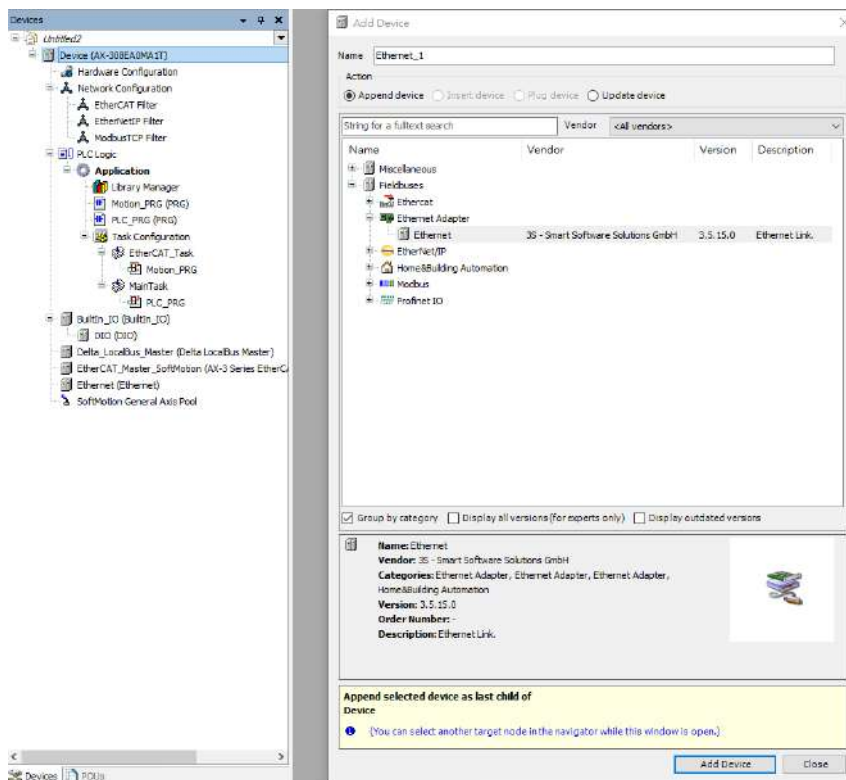 Devices
Untitled2
Device (AX-308EA0MA1T)
Hardware Configuration
Network Configuration
EtherCAT Filter
EtherNetIP Filter
ModbusTCP Filter
PLC Logic
Application
Library Manager
Motion_PRG (PRG)
PLC_PRG (PRG)
Task Configuration
EtherCAT_Task
Motion_PRG
MainTask
PLC_PRG
BuiltIn_IO (BuiltIn_IO)
DIO (DIO)
Delta_LocalBus_Master (Delta LocalBus Master)
EtherCAT_Master_SoftMotion (AX-3 Series EtherC
Ethernet (Ethernet)
SoftMotion General Axis Pool
Devices POUs
Add Device
Name Ethernet_1
Action
Append device Insert device Plug device Update device
String for a fulltext search Vendor <All vendors>
Name Vendor Version Description
Miscellaneous
Fieldbuses
Ethercat
Ethernet Adapter
Ethernet 3S - Smart Software Solutions GmbH 3.5.15.0 Ethernet Link.
EtherNet/IP
Home&Building Automation
Modbus
Profinet IO
Group by category Display all versions (for experts only) Display outdated versions
Name: Ethernet
Vendor: 3S - Smart Software Solutions GmbH
Categories: Ethernet Adapter, Ethernet Adapter, Ethernet Adapter,
Home&Building Automation
Version: 3.5.15.0
Order Number: -
Description: Ethernet Link.
Append selected device as last child of
Device
(You can select another target node in the navigator while this window is open.)
Add Device Close